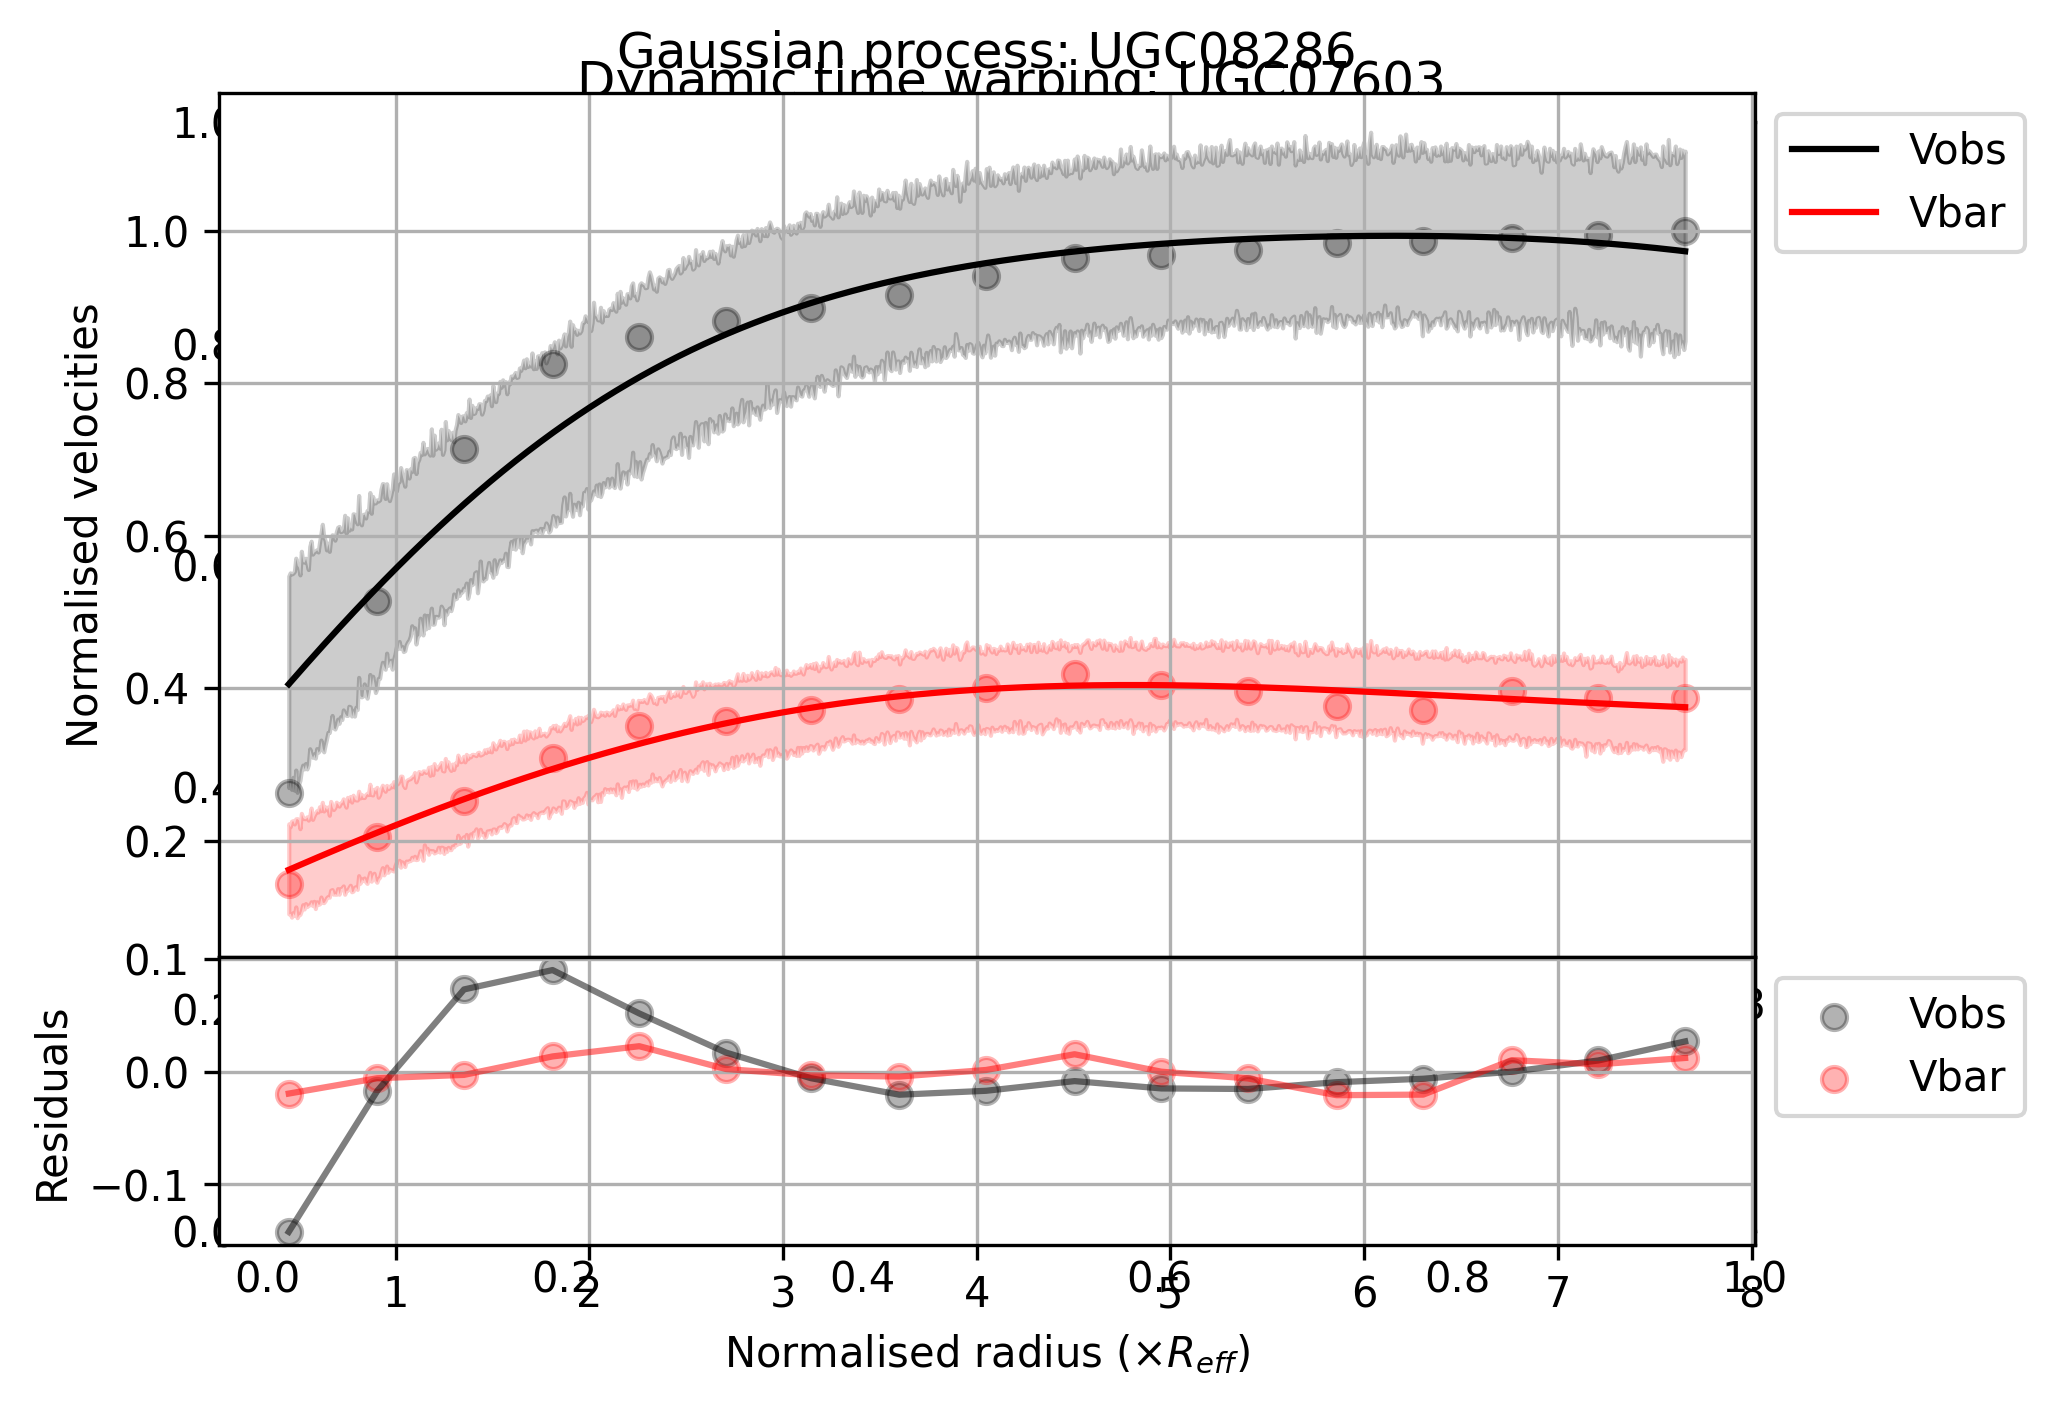 Gaussian process: UGC08286
Dynamic time warping: UGC07603
Normalised velocities
1.0
0.8
0.6
0.4
0.2
Vobs
Vbar
Residuals
0.1
0.0
−0.1
Vobs
Vbar
0.0 0.2 0.4 0.6 0.8 1.0
1 2 3 4 5 6 7 8
Normalised radius (×R_eff)